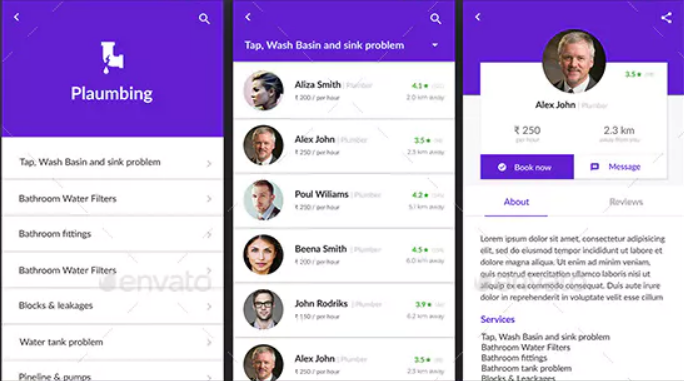 Plaumbing
Tap, Wash Basin and sink problem
Bathroom Water Filters
Bathroom fittings
Bathroom Water Filters
Blocks & leakages
Water tank problem
Pineline & pumps
Tap, Wash Basin and sink problem
Aliza Smith | Plumber
4.1★
₹ 200 / per hour
2.0 km away
Alex John | Plumber
3.5★
₹ 250 / per hour
2.3 km away
Poul Wiliams | Plumber
4.2★
₹ 250 / per hour
5.1 km away
Beena Smith | Plumber
4.5★
₹ 200 / per hour
6.0 km away
John Rodriks | Plumber
3.9★
₹ 150 / per hour
6.2 km away
Alex John | Plumber
3.5★
3.5★
Alex John | Plumber
₹ 250
per hour
2.3 km
away from you
Book now
Message
About
Reviews
Lorem ipsum dolor sit amet, consectetur adipisicing
elit, sed do eiusmod tempor incididunt ut labore et
dolore magna aliqua. Ut enim ad minim veniam,
quis nostrud exercitation ullamco laboris nisi ut
aliquip ex ea commodo consequat. Duis aute irure
dolor in reprehenderit in voluptate velit esse cillum
Services
Tap, Wash Basin and sink problem
Bathroom Water Filters
Bathroom fittings
Bathroom tank problem
Blocks & Leakages
envato